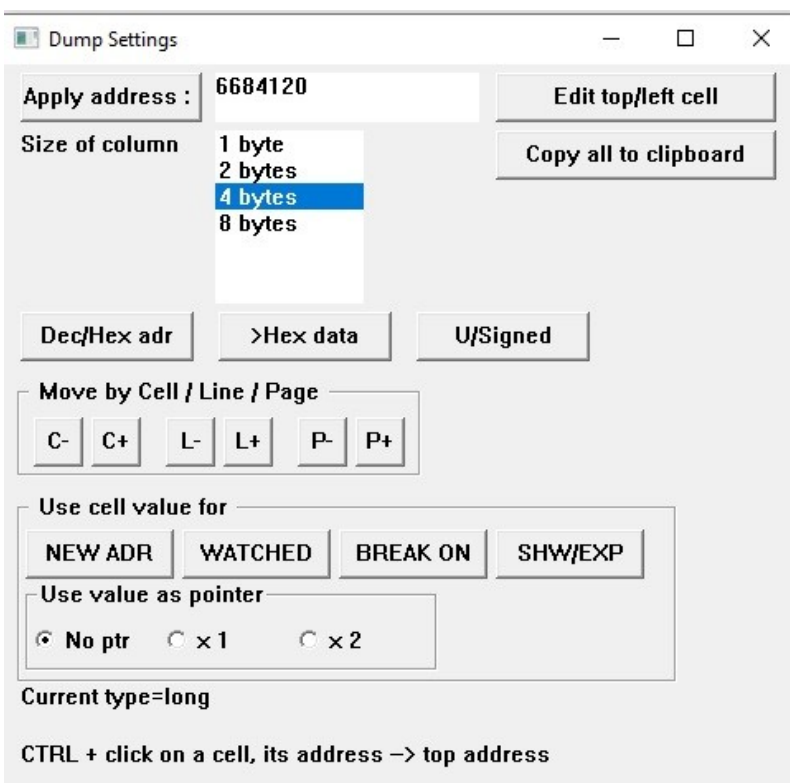 Dump Settings
Apply address : 6684120 Edit top/left cell
Size of column 1 byte Copy all to clipboard
2 bytes
4 bytes
8 bytes
Dec/Hex adr >Hex data U/Signed
Move by Cell / Line / Page
C- C+ L- L+ P- P+
Use cell value for
NEW ADR WATCHED BREAK ON SHW/EXP
Use value as pointer
No ptr x 1 x 2
Current type=long
CTRL + click on a cell, its address –> top address